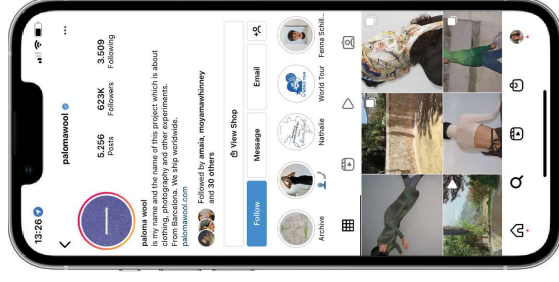 13:26
palomawool
5.256
Posts
623K
Followers
3.509
Following
paloma wool
is my name and the name of this project which is about
clothing, photography and other experiments.
From Barcelona. We ship worldwide.
palomawool.com
Followed by amaia, moyamawhinney
and 30 others
View Shop
Follow
Message
Email
Archive
Nathalie
World Tour
Fenna Schill...